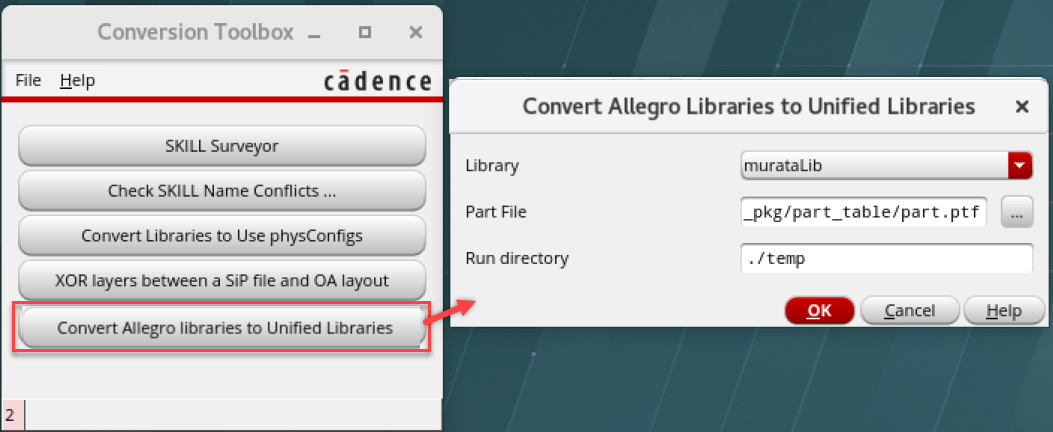 Conversion Toolbox
File Help
cādence
SKILL Surveyor
Check SKILL Name Conflicts ...
Convert Libraries to Use physConfigs
XOR layers between a SiP file and OA layout
Convert Allegro libraries to Unified Libraries
2
Convert Allegro Libraries to Unified Libraries
Library murataLib
Part File _pkg/part_table/part.ptf ...
Run directory ./temp
OK Cancel Help